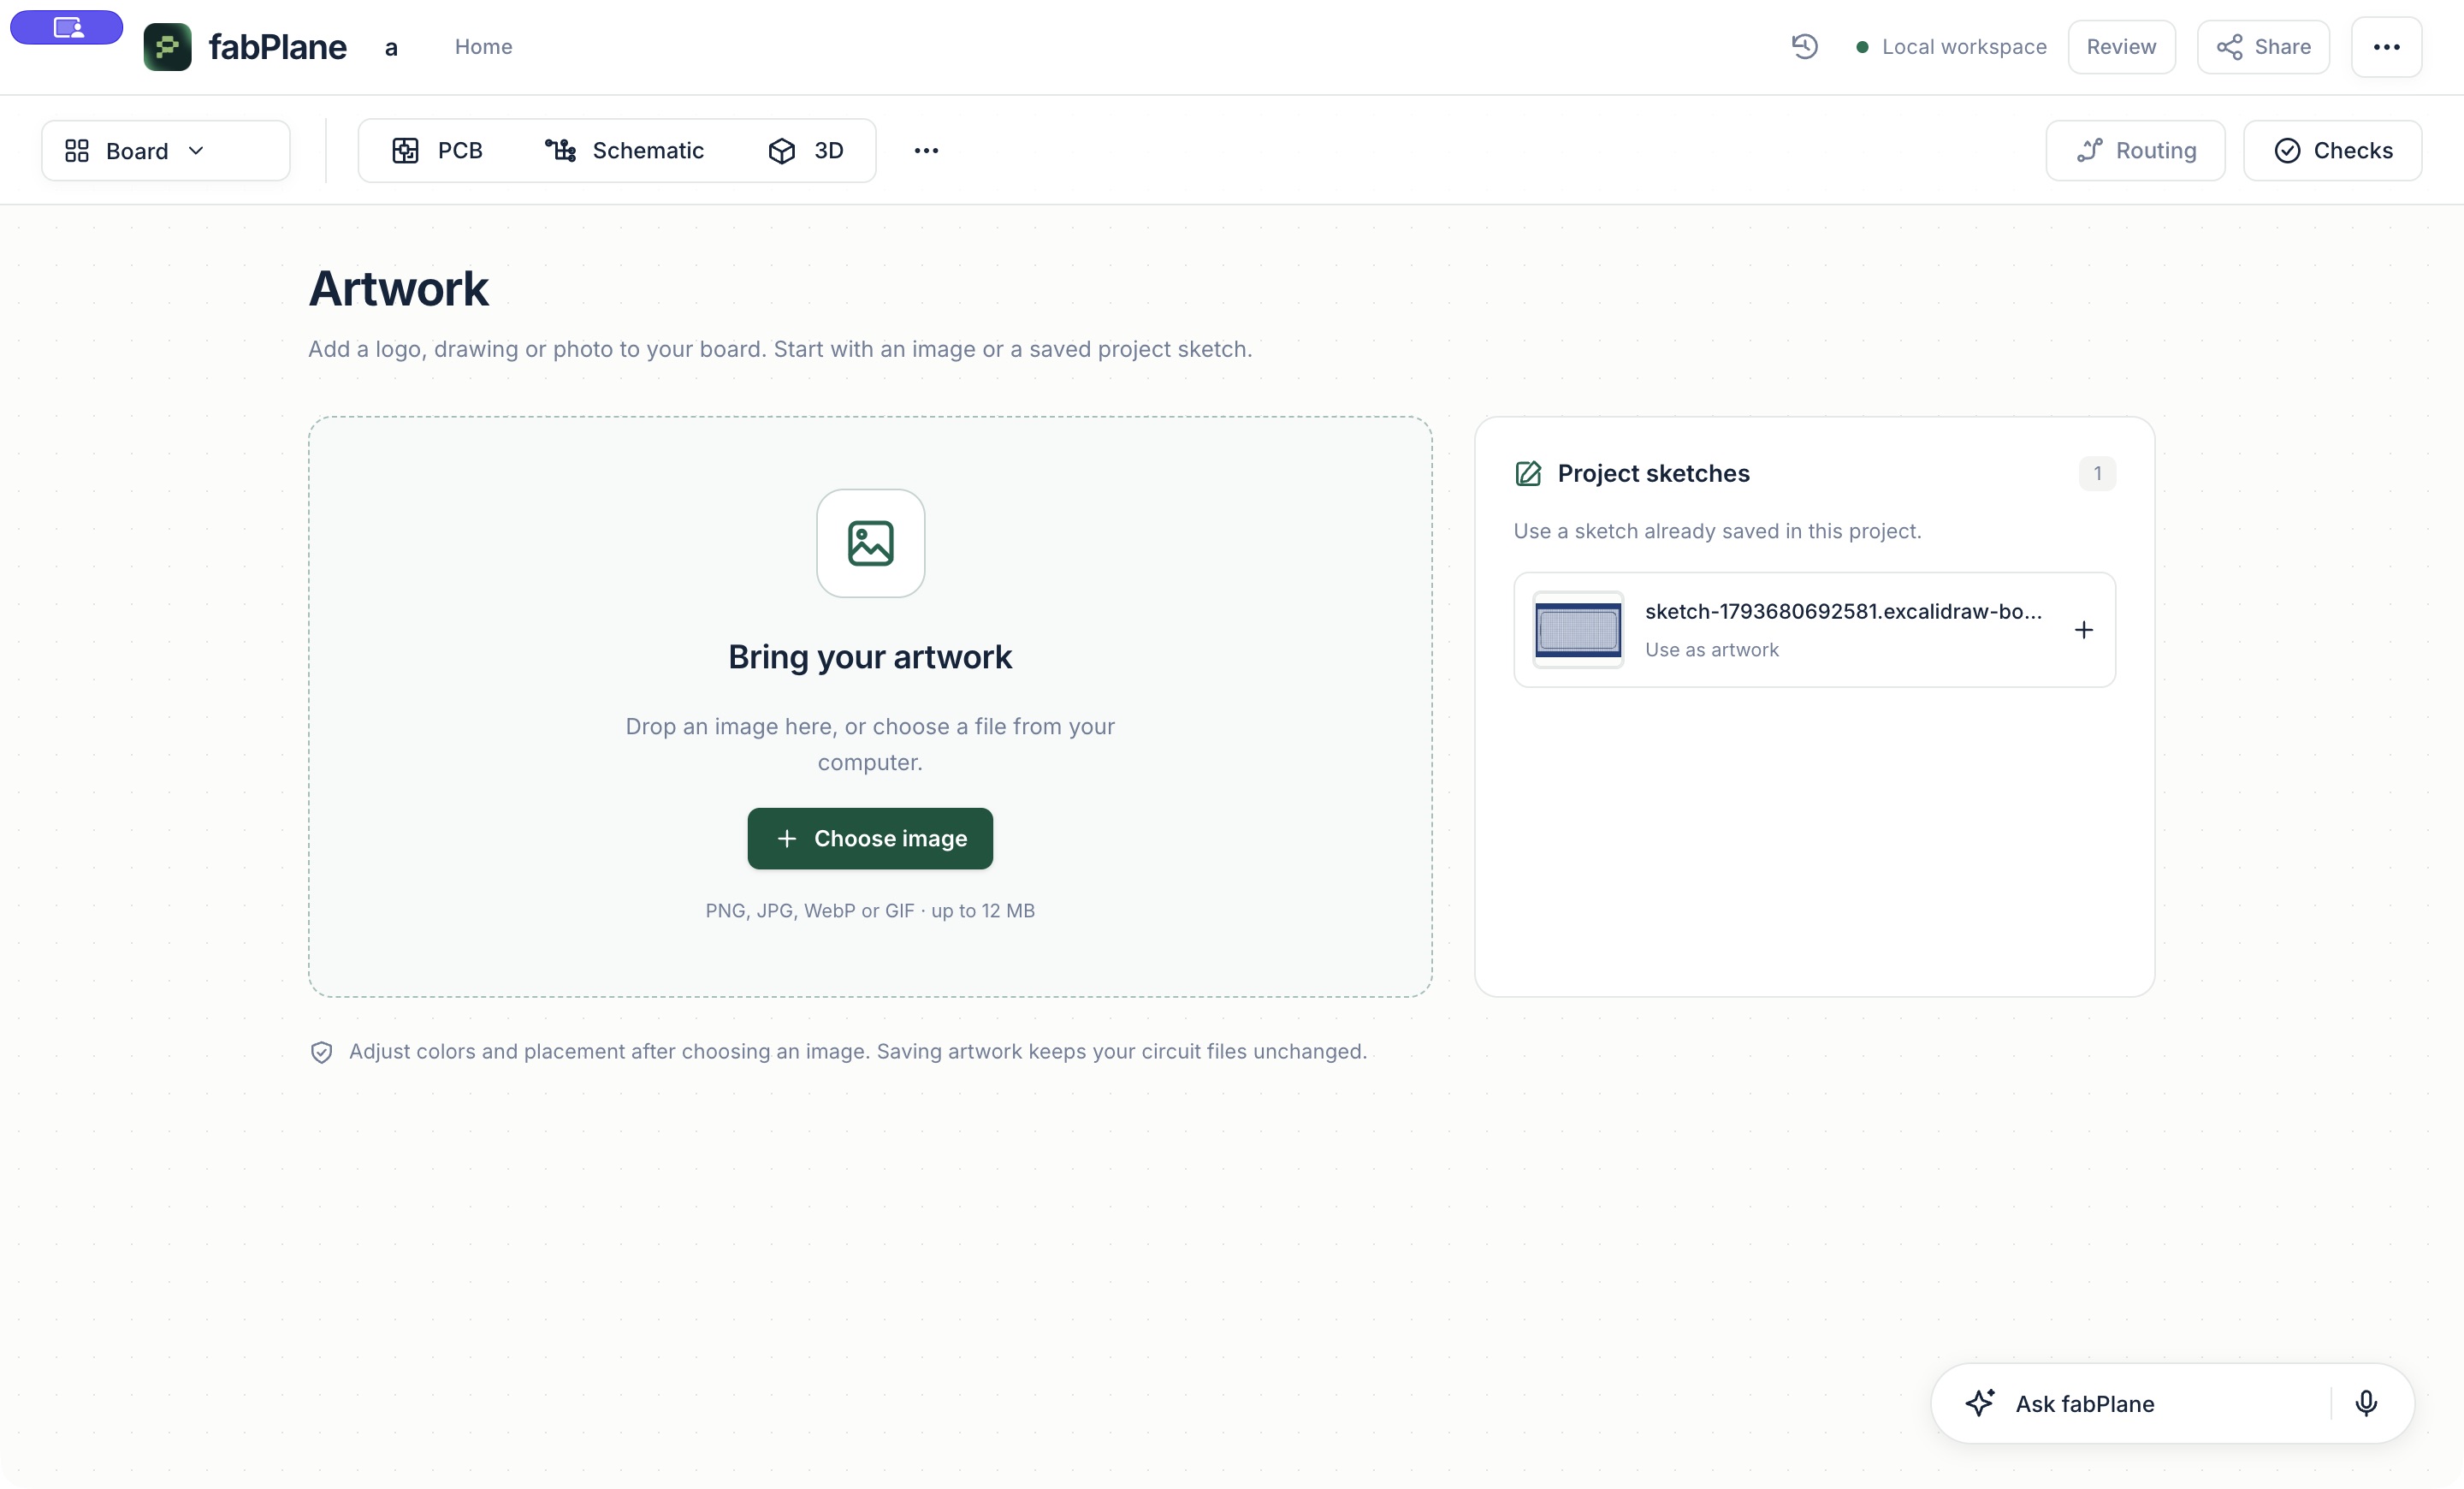 fabPlane
a
Home
Local workspace
Review
Share
Board
PCB
Schematic
3D
Routing
Checks
Artwork
Add a logo, drawing or photo to your board. Start with an image or a saved project sketch.
Bring your artwork
Drop an image here, or choose a file from your
computer.
Choose image
PNG, JPG, WebP or GIF · up to 12 MB
Project sketches
1
Use a sketch already saved in this project.
sketch-1793680692581.excalidraw-bo...
Use as artwork
Adjust colors and placement after choosing an image. Saving artwork keeps your circuit files unchanged.
Ask fabPlane